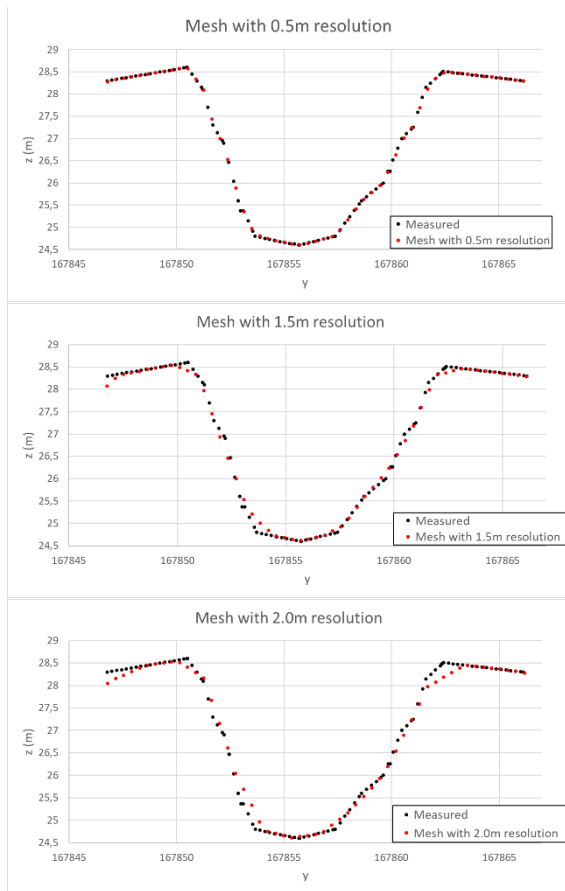 Mesh with 0.5m resolution
29
28,5
28
27,5
27
26,5
26
25,5
25
24,5
z (m)
167845 167850 167855 167860 167865
y
Measured
Mesh with 0.5m resolution
Mesh with 1.5m resolution
29
28,5
28
27,5
27
26,5
26
25,5
25
24,5
z (m)
167845 167850 167855 167860 167865
y
Measured
Mesh with 1.5m resolution
Mesh with 2.0m resolution
29
28,5
28
27,5
27
26,5
26
25,5
25
24,5
z (m)
167845 167850 167855 167860 167865
y
Measured
Mesh with 2.0m resolution